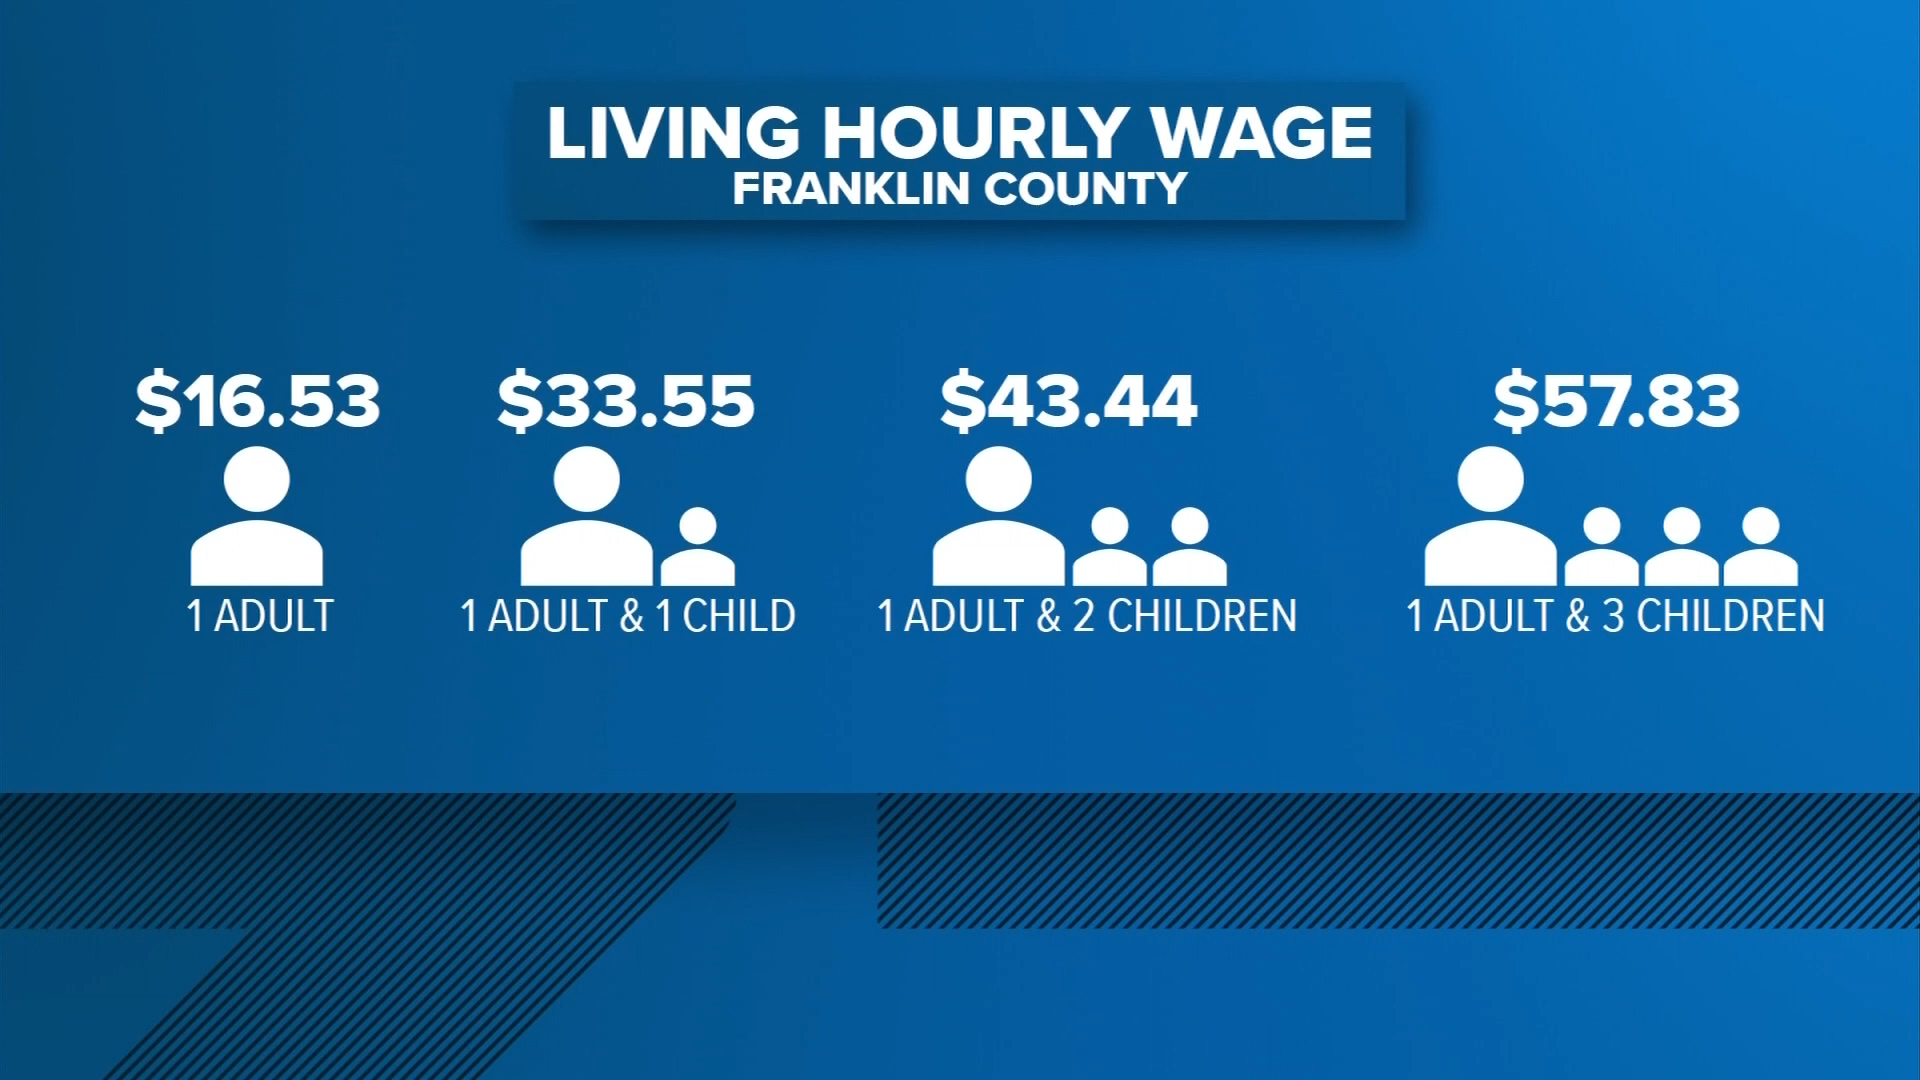 LIVING HOURLY WAGE
FRANKLIN COUNTY
$16.53
1 ADULT
$33.55
1 ADULT & 1 CHILD
$43.44
1 ADULT & 2 CHILDREN
$57.83
1 ADULT & 3 CHILDREN